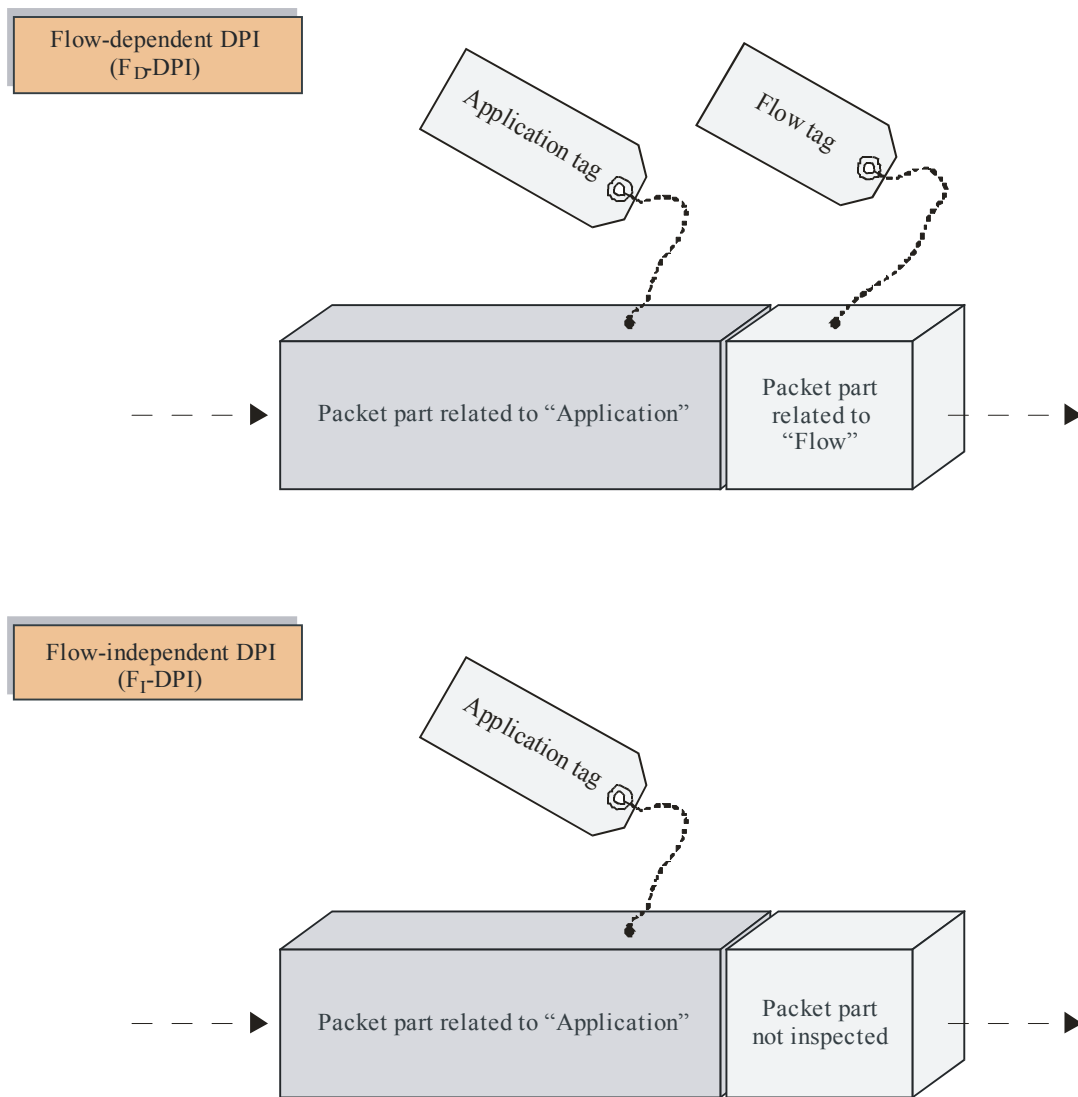 Flow-dependent DPI
(FD-DPI)
Application tag
Flow tag
Packet part related to “Application”
Packet part
related to
“Flow”
Flow-independent DPI
(FI-DPI)
Application tag
Packet part related to “Application”
Packet part
not inspected